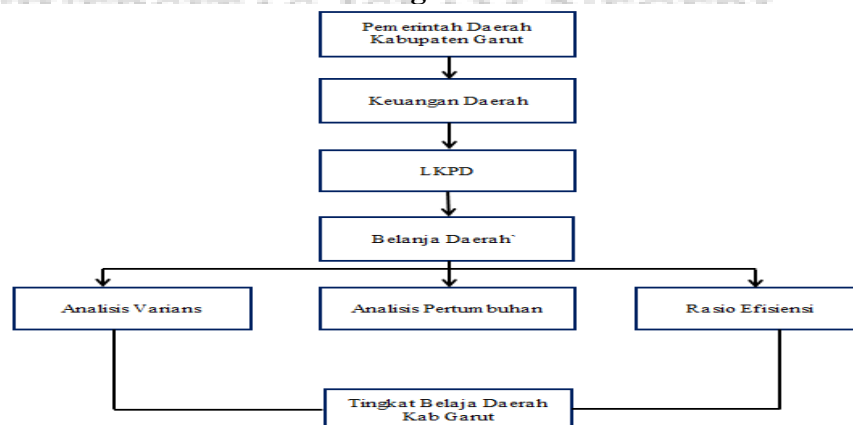 Pemerintah Daerah
Kabupaten Garut
Keuangan Daerah
LKPD
Belanja Daerah`
Analisis Varians
Analisis Pertumbuhan
Rasio Efisiensi
Tingkat Belaja Daerah
Kab Garut